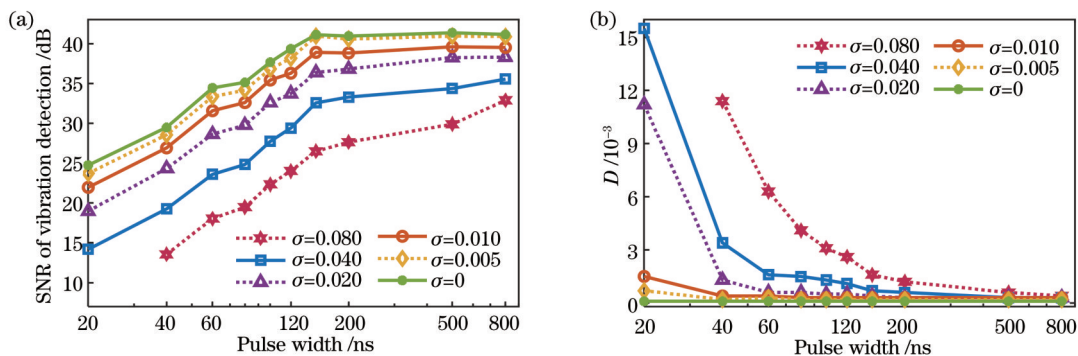 (a)
SNR of vibration detection /dB
40
35
30
25
20
15
10
σ=0.080
σ=0.040
σ=0.020
σ=0.010
σ=0.005
σ=0
20 40 60 120 200 500 800
Pulse width /ns
(b)
D /10⁻³
15
12
9
6
3
0
σ=0.080
σ=0.040
σ=0.020
σ=0.010
σ=0.005
σ=0
20 40 60 120 200 500 800
Pulse width /ns